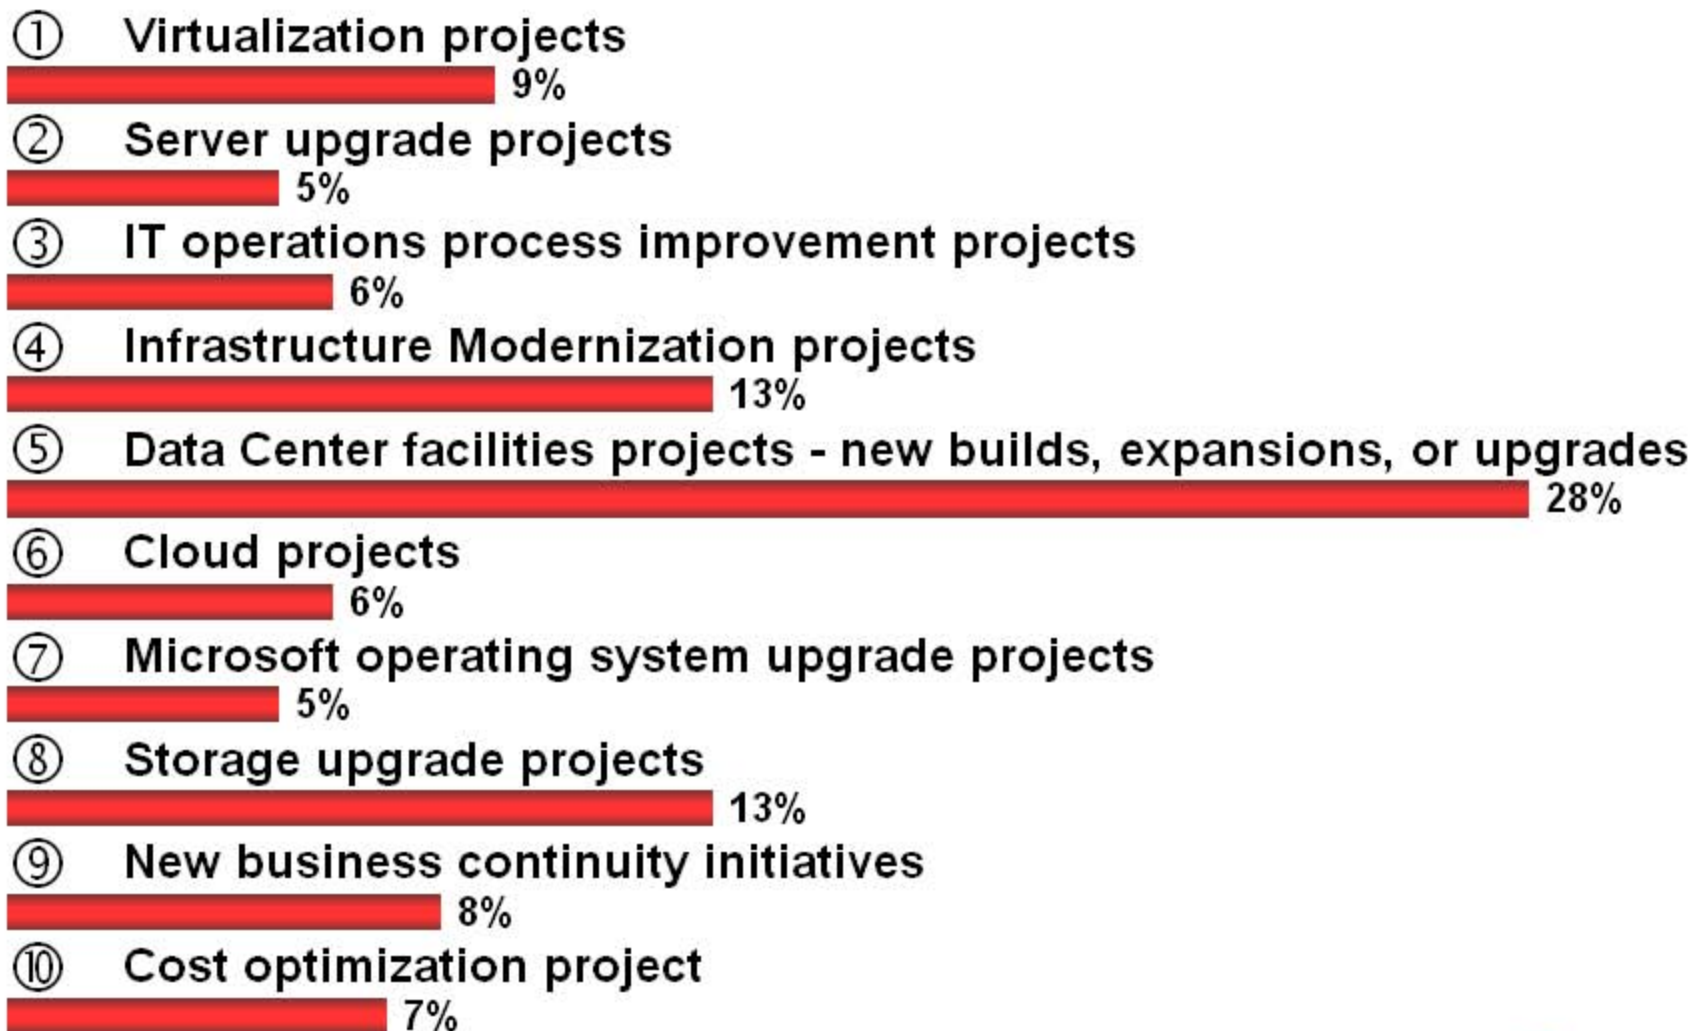 ① Virtualization projects
9%
② Server upgrade projects
5%
③ IT operations process improvement projects
6%
④ Infrastructure Modernization projects
13%
⑤ Data Center facilities projects - new builds, expansions, or upgrades
28%
⑥ Cloud projects
6%
⑦ Microsoft operating system upgrade projects
5%
⑧ Storage upgrade projects
13%
⑨ New business continuity initiatives
8%
⑩ Cost optimization project
7%